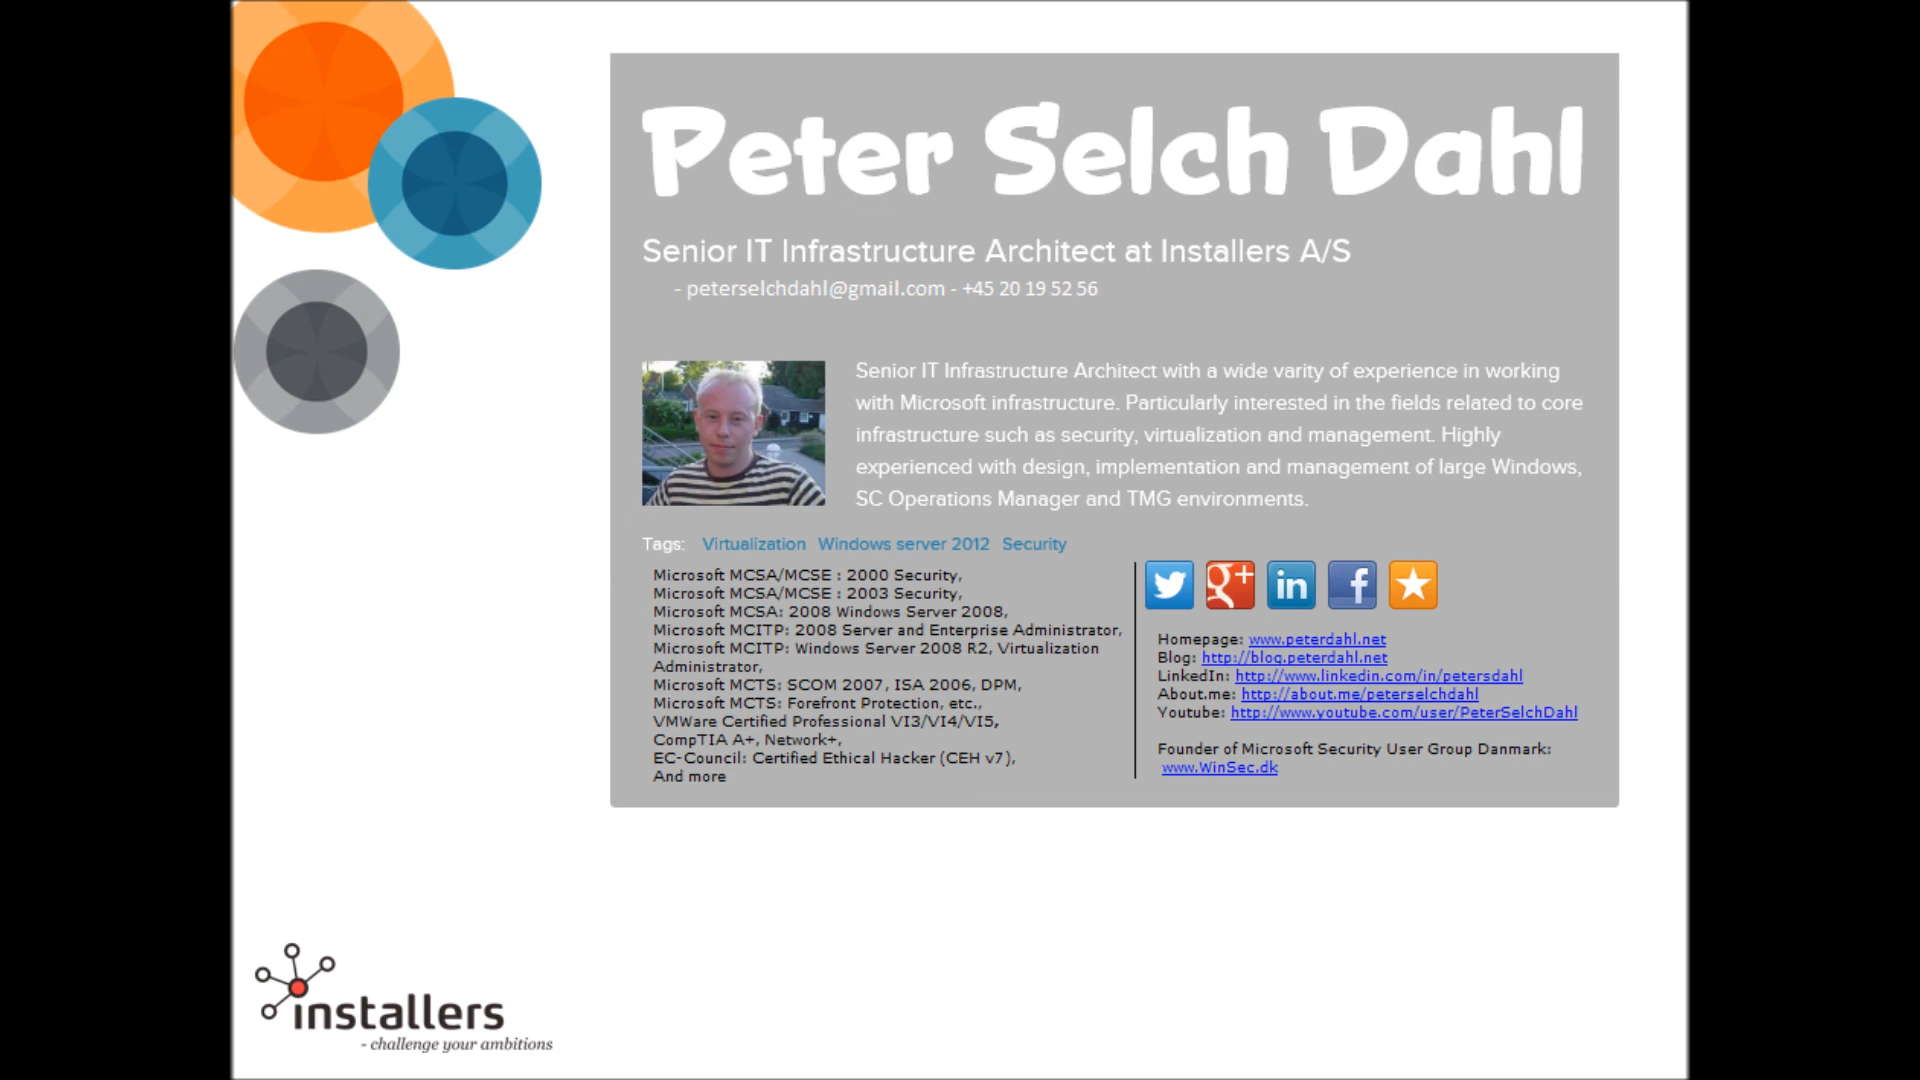 Peter Selch Dahl
Senior IT Infrastructure Architect at Installers A/S
- peterselchdahl@gmail.com - +45 20 19 52 56
Senior IT Infrastructure Architect with a wide varity of experience in working
with Microsoft infrastructure. Particularly interested in the fields related to core
infrastructure such as security, virtualization and management. Highly
experienced with design, implementation and management of large Windows,
SC Operations Manager and TMG environments.
Tags: Virtualization Windows server 2012 Security
Microsoft MCSA/MCSE : 2000 Security,
Microsoft MCSA/MCSE : 2003 Security,
Microsoft MCSA: 2008 Windows Server 2008,
Microsoft MCITP: 2008 Server and Enterprise Administrator,
Microsoft MCITP: Windows Server 2008 R2, Virtualization
Administrator,
Microsoft MCTS: SCOM 2007, ISA 2006, DPM,
Microsoft MCTS: Forefront Protection, etc.,
VMWare Certified Professional VI3/VI4/VI5,
CompTIA A+, Network+,
EC-Council: Certified Ethical Hacker (CEH v7),
And more
g+ in f
Homepage: www.peterdahl.net
Blog: http://blog.peterdahl.net
LinkedIn: http://www.linkedin.com/in/petersdahl
About.me: http://about.me/peterselchdahl
Youtube: http://www.youtube.com/user/PeterSelchDahl
Founder of Microsoft Security User Group Danmark:
www.WinSec.dk
installers
- challenge your ambitions